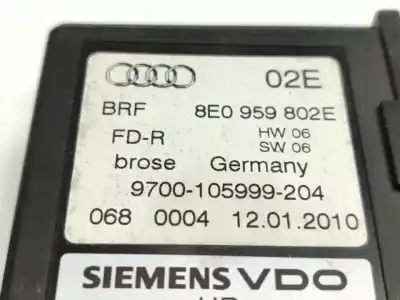 02E
BRF 8E0 959 802E
FD-R HW 06
SW 06
brose Germany
9700-105999-204
068 0004 12.01.2010
SIEMENS VDO